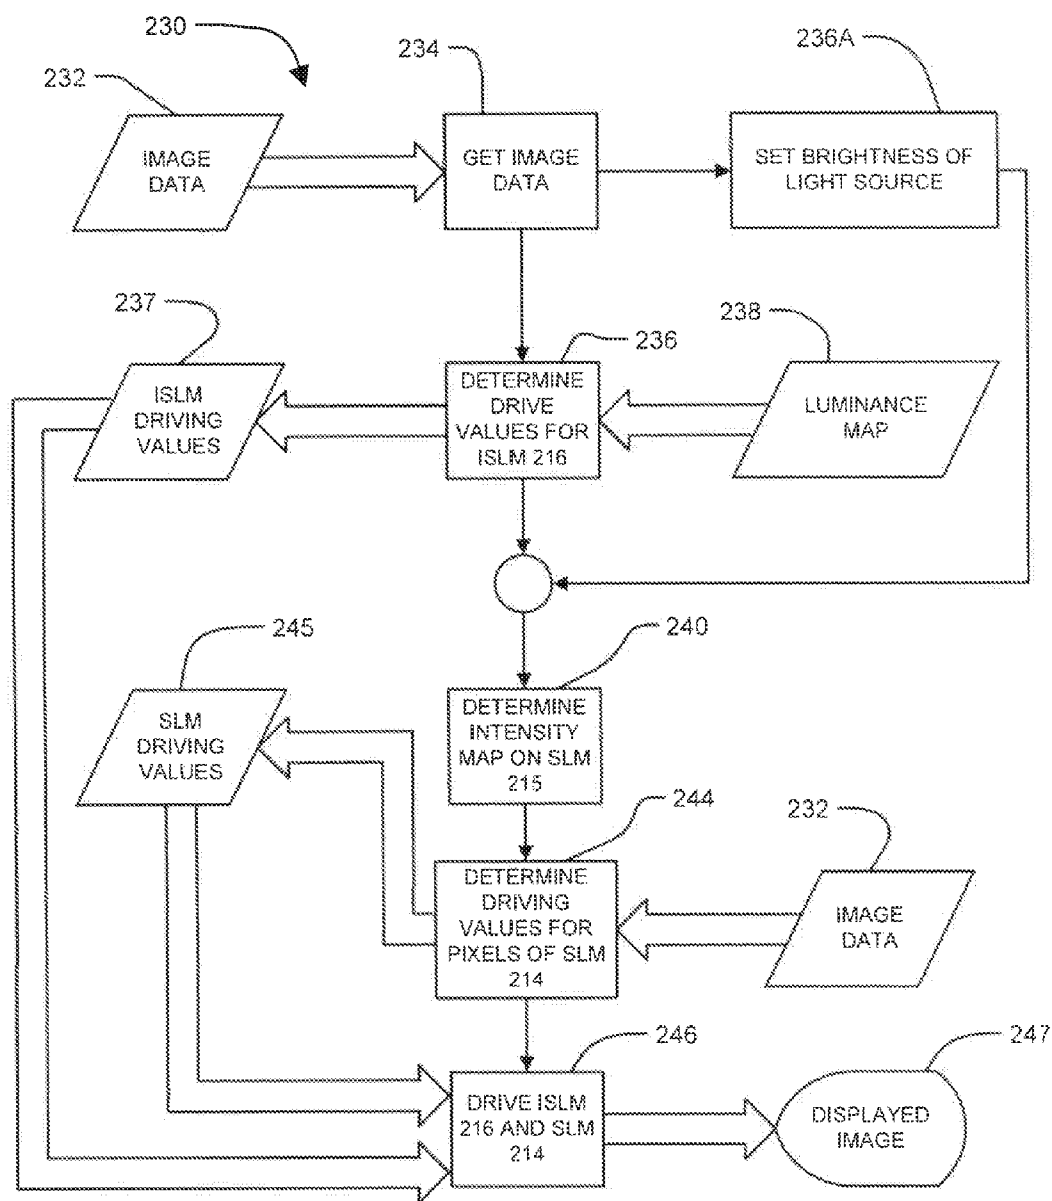 230
232
234
236A
IMAGE
DATA
GET IMAGE
DATA
SET BRIGHTNESS OF
LIGHT SOURCE
237
236
238
ISLM
DRIVING
VALUES
DETERMINE
DRIVE
VALUES FOR
ISLM 216
LUMINANCE
MAP
245
240
SLM
DRIVING
VALUES
DETERMINE
INTENSITY
MAP ON SLM
215
244
232
DETERMINE
DRIVING
VALUES FOR
PIXELS OF SLM
214
IMAGE
DATA
246
247
DRIVE ISLM
216 AND SLM
214
DISPLAYED
IMAGE